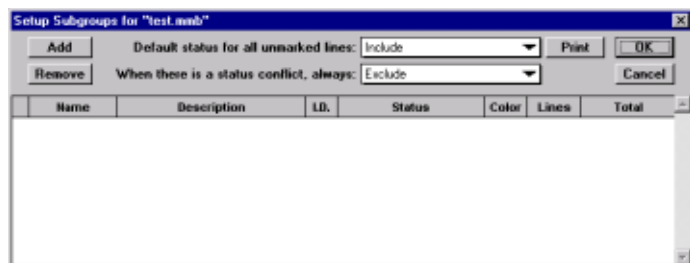 Setup Subgroups for "test.mmb"
Add Default status for all unmarked lines: Include Print OK
Remove When there is a status conflict, always: Exclude Cancel
Name Description I.D. Status Color Lines Total